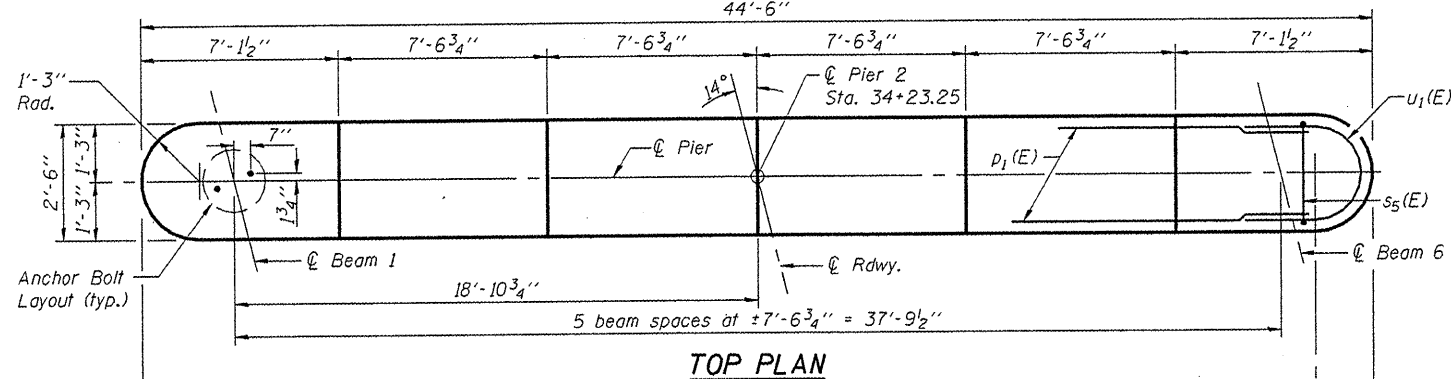 44'-6"
7'-1½" 7'-6¾" 7'-6¾" 7'-6¾" 7'-6¾" 7'-1½"
1'-3"
Rad.
14°
℄ Pier 2
Sta. 34+23.25
u₁(E)
7"
℄ Pier
p₁(E)
2'-6"
1'-3"
1'-3"
1¾"
s₅(E)
Anchor Bolt
Layout (typ.)
℄ Beam 1
℄ Rdwy.
℄ Beam 6
18'-10¾"
5 beam spaces at ±7'-6¾" = 37'-9½"
TOP PLAN